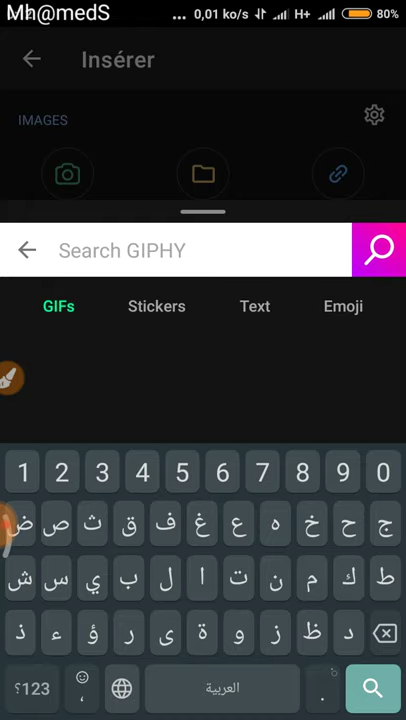 Mh@medS ... 0,01 ko/s H+ 80%
Insérer
IMAGES
Search GIPHY
GIFs Stickers Text Emoji
1 2 3 4 5 6 7 8 9 0
ض ص ث ق ف غ ع ه خ ح ج
ش س ي ب ل ا ت ن م ك ط
ذ ء ؤ ر ى ة و ز ظ د
؟123 ، العربية .